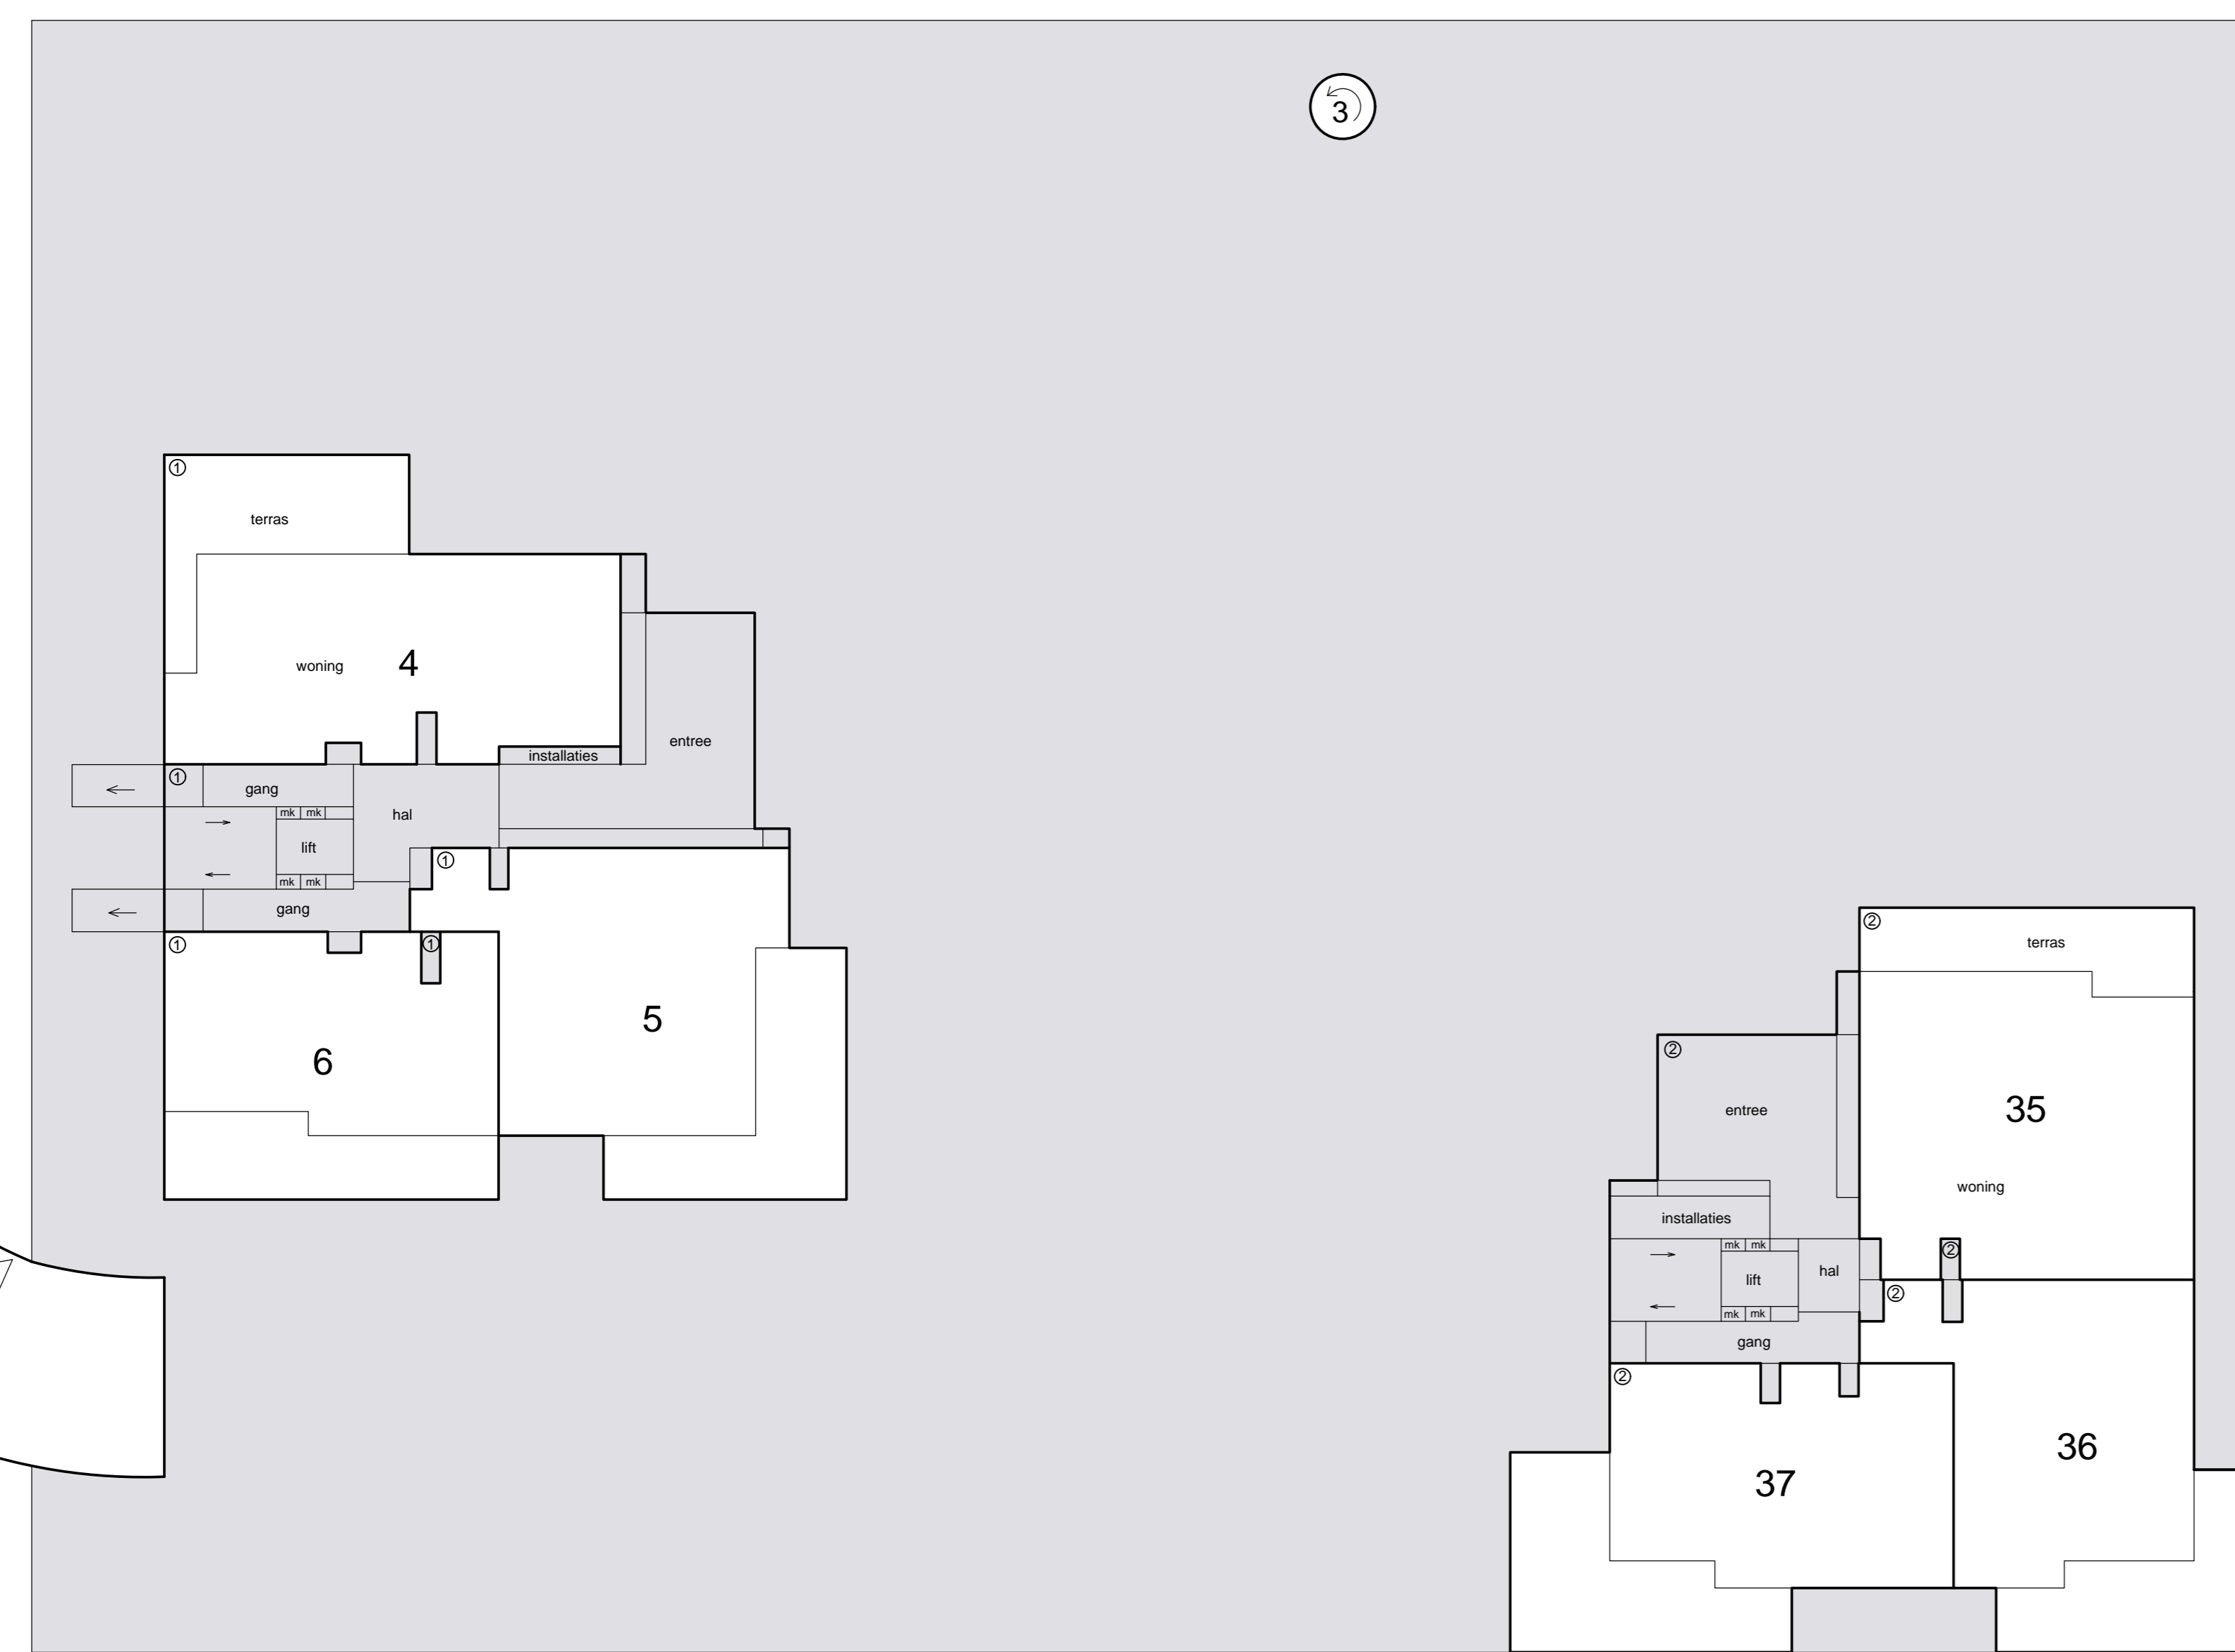 3
①
terras
woning 4
entree
installaties
① gang
mk mk
hal
lift
①
mk mk
gang
① ①
5
6
②
terras
②
entree
35
woning
installaties
mk mk
②
hal
lift
②
mk mk
gang
②
36
37